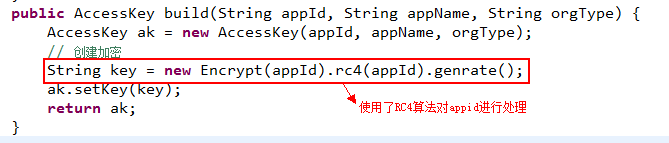 public AccessKey build(String appId, String appName, String orgType) {
AccessKey ak = new AccessKey(appId, appName, orgType);
// 创建加密
String key = new Encrypt(appId).rc4(appId).genrate();
ak.setKey(key);
使用了RC4算法对appid进行处理
return ak;
}